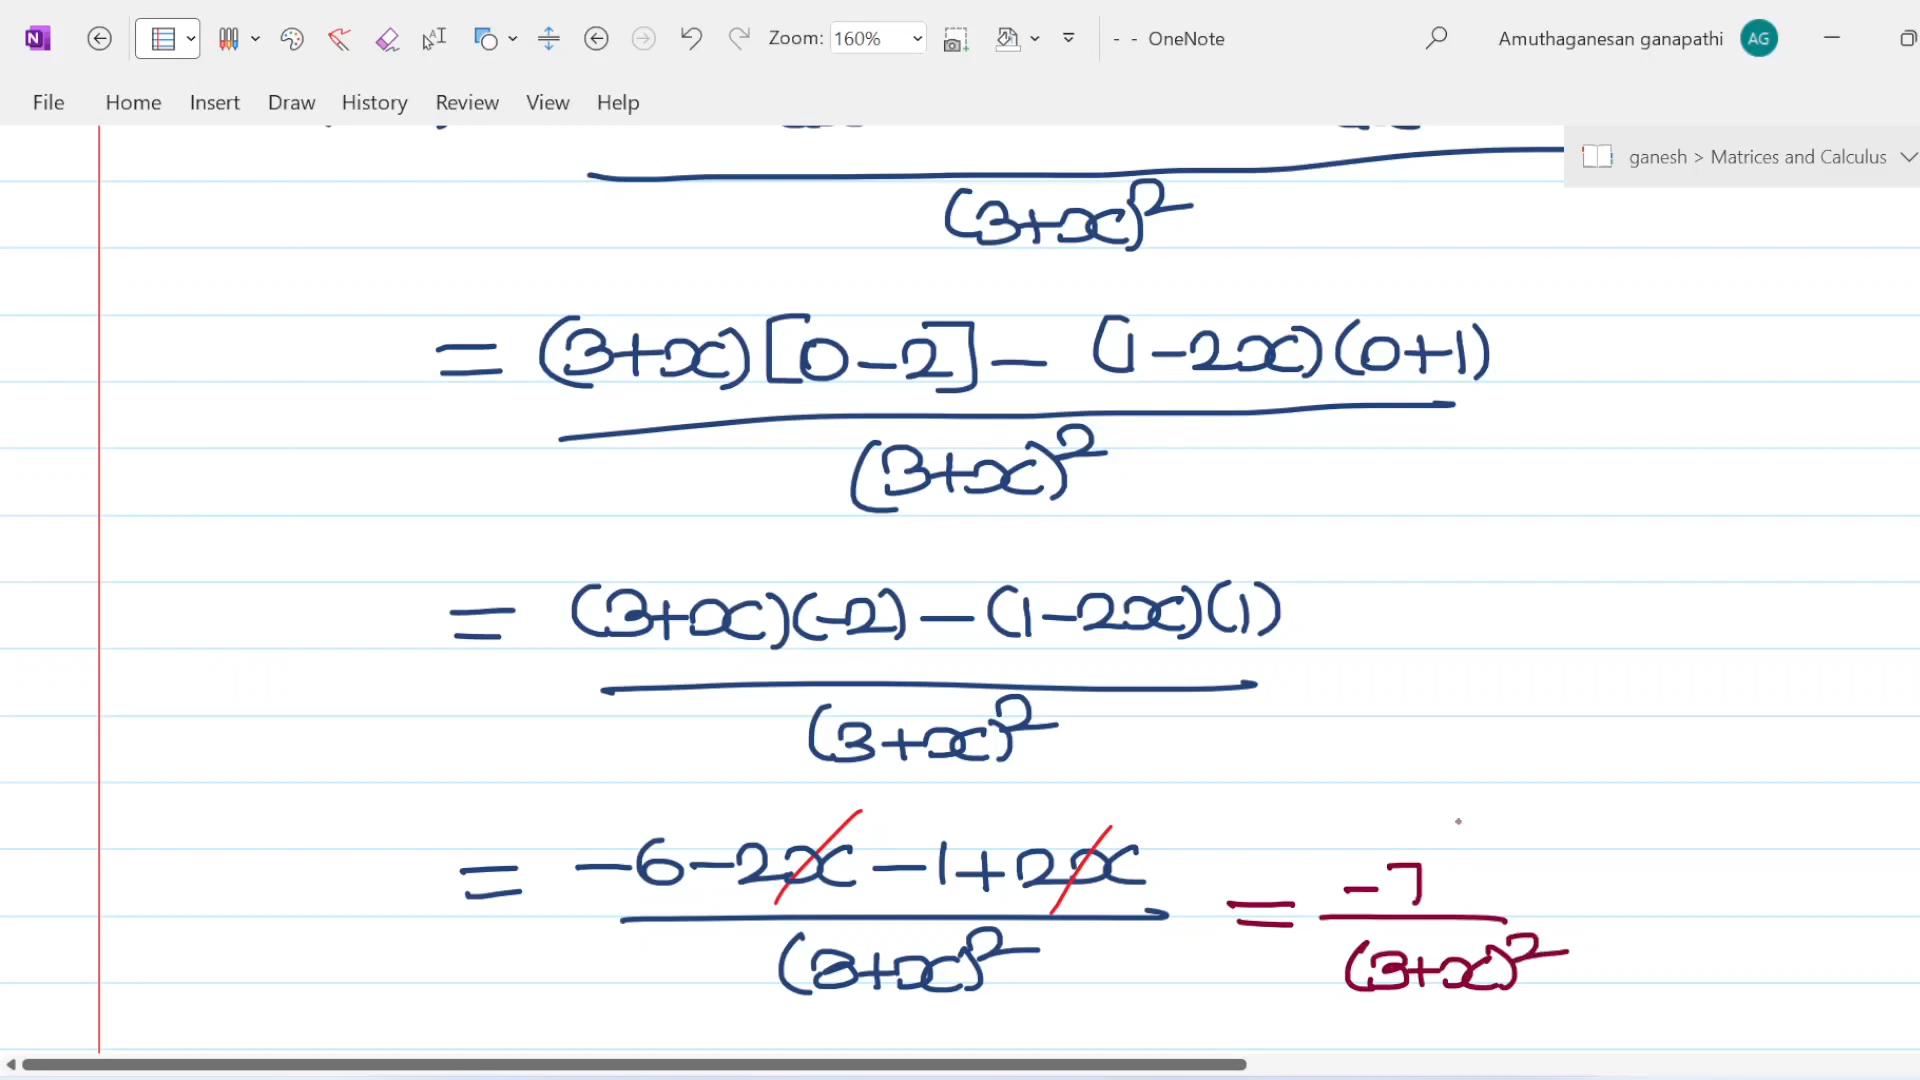 Zoom: 160% - - OneNote Amuthaganesan ganapathi AG
File Home Insert Draw History Review View Help
ganesh > Matrices and Calculus
(3+x)²
= (3+x)[0-2] - (1-2x)(0+1)
(3+x)²
= (3+x)(-2) - (1-2x)(1)
(3+x)²
= -6-2x-1+2x = -7
(3+x)² (3+x)²